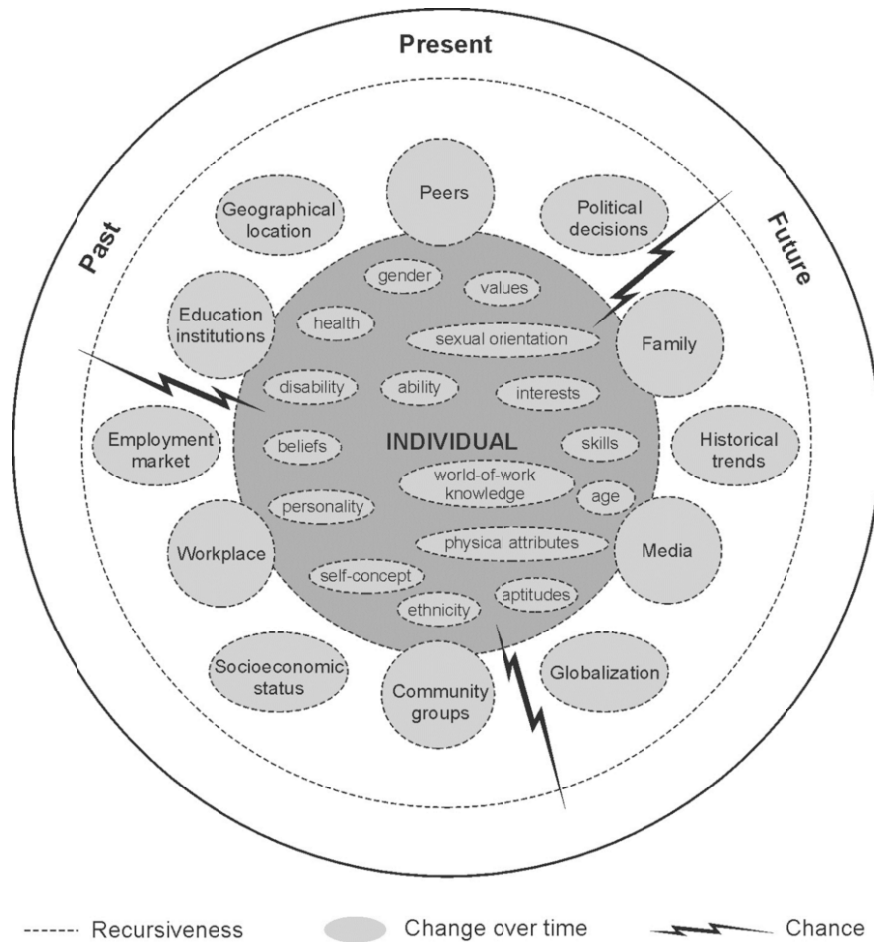 Present
Past
Future
Peers
Geographical
location
Political
decisions
gender
values
Education
institutions
health
sexual orientation
Family
disability
ability
interests
Employment
market
beliefs
INDIVIDUAL
skills
Historical
trends
world-of-work
knowledge
age
personality
Workplace
physica attributes
Media
self-concept
ethnicity
aptitudes
Socioeconomic
status
Community
groups
Globalization
Recursiveness
Change over time
Chance